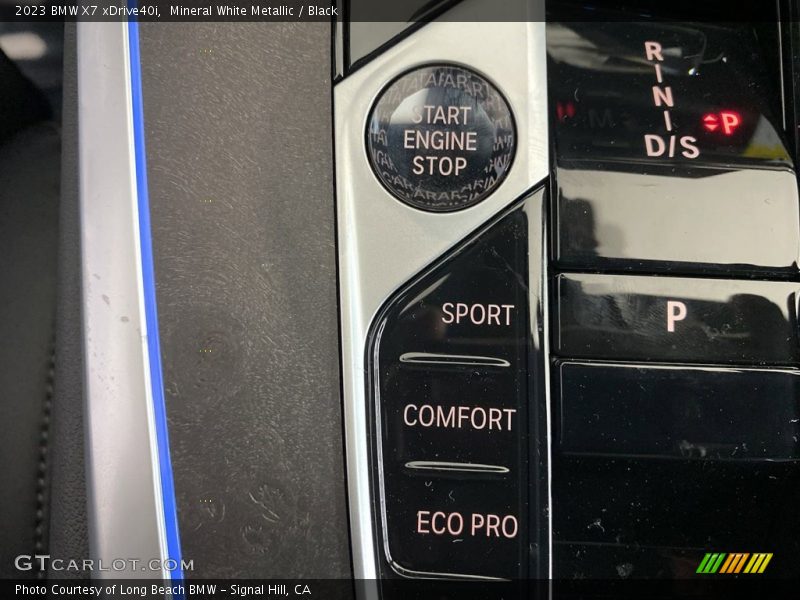 2023 BMW X7 xDrive40i, Mineral White Metallic / Black
START
ENGINE
STOP
R
N
D/S
P
SPORT
P
COMFORT
ECO PRO
GTCARLOT.COM
Photo Courtesy of Long Beach BMW - Signal Hill, CA